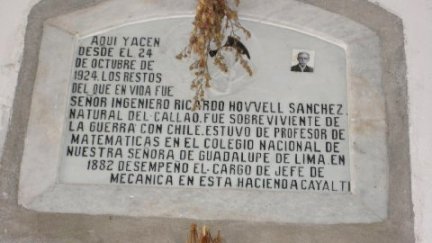 AQUI YACEN
DESDE EL 24
DE OCTUBRE DE
1924. LOS RESTOS
DEL QUE EN VIDA FUE
SEÑOR INGENIERO RICARDO HOVVELL SANCHEZ.
NATURAL DEL CALLAO. FUE SOBREVIVIENTE DE
LA GUERRA CON CHILE. ESTUVO DE PROFESOR DE
MATEMATICAS EN EL COLEGIO NACIONAL DE
NUESTRA SEÑORA DE GUADALUPE DE LIMA. EN
1882 DESEMPEÑO EL CARGO DE JEFE DE
MECANICA EN ESTA HACIENDA CAYALTI